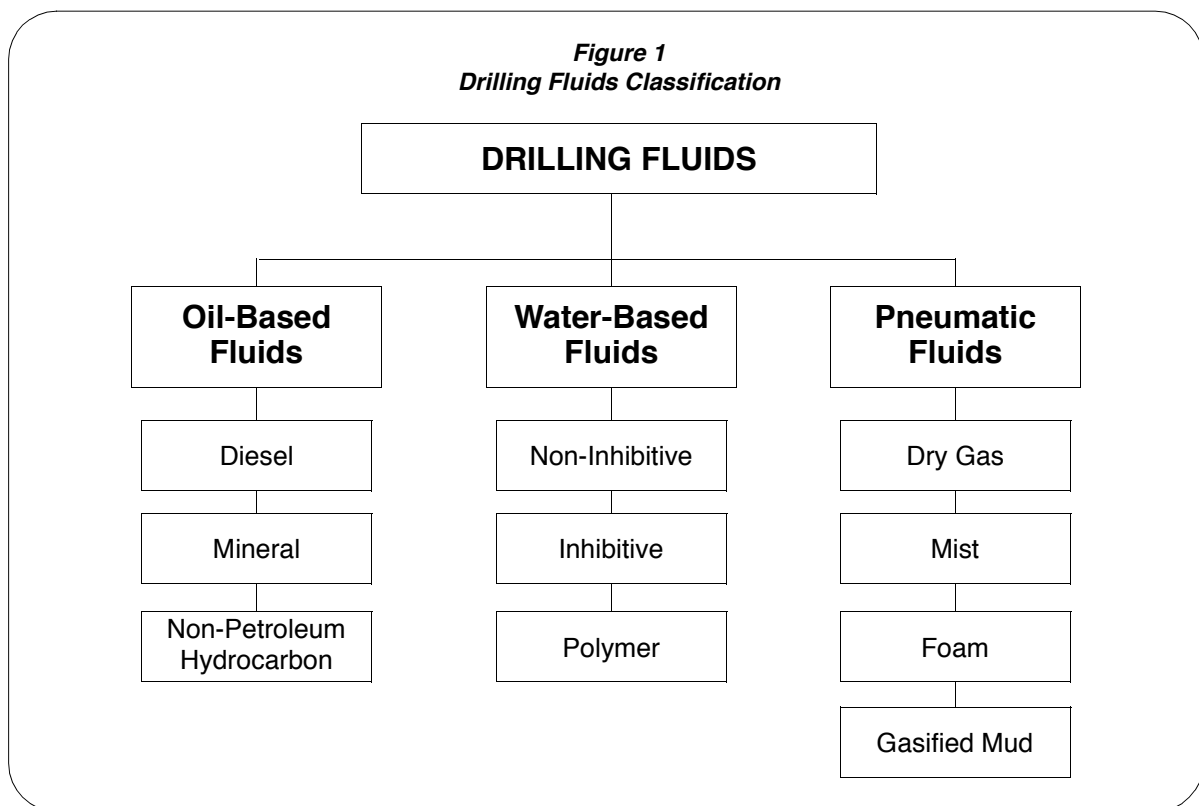 Figure 1
Drilling Fluids Classification
DRILLING FLUIDS
Oil-Based
Fluids
Water-Based
Fluids
Pneumatic
Fluids
Diesel
Non-Inhibitive
Dry Gas
Mineral
Inhibitive
Mist
Non-Petroleum
Hydrocarbon
Polymer
Foam
Gasified Mud